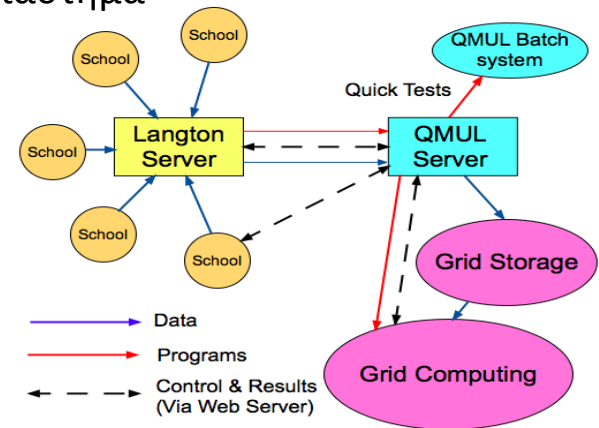 School
School
School
School
School
Langton
Server
QMUL
Server
Quick Tests
QMUL Batch
system
Grid Storage
Grid Computing
Data
Programs
Control & Results
(Via Web Server)